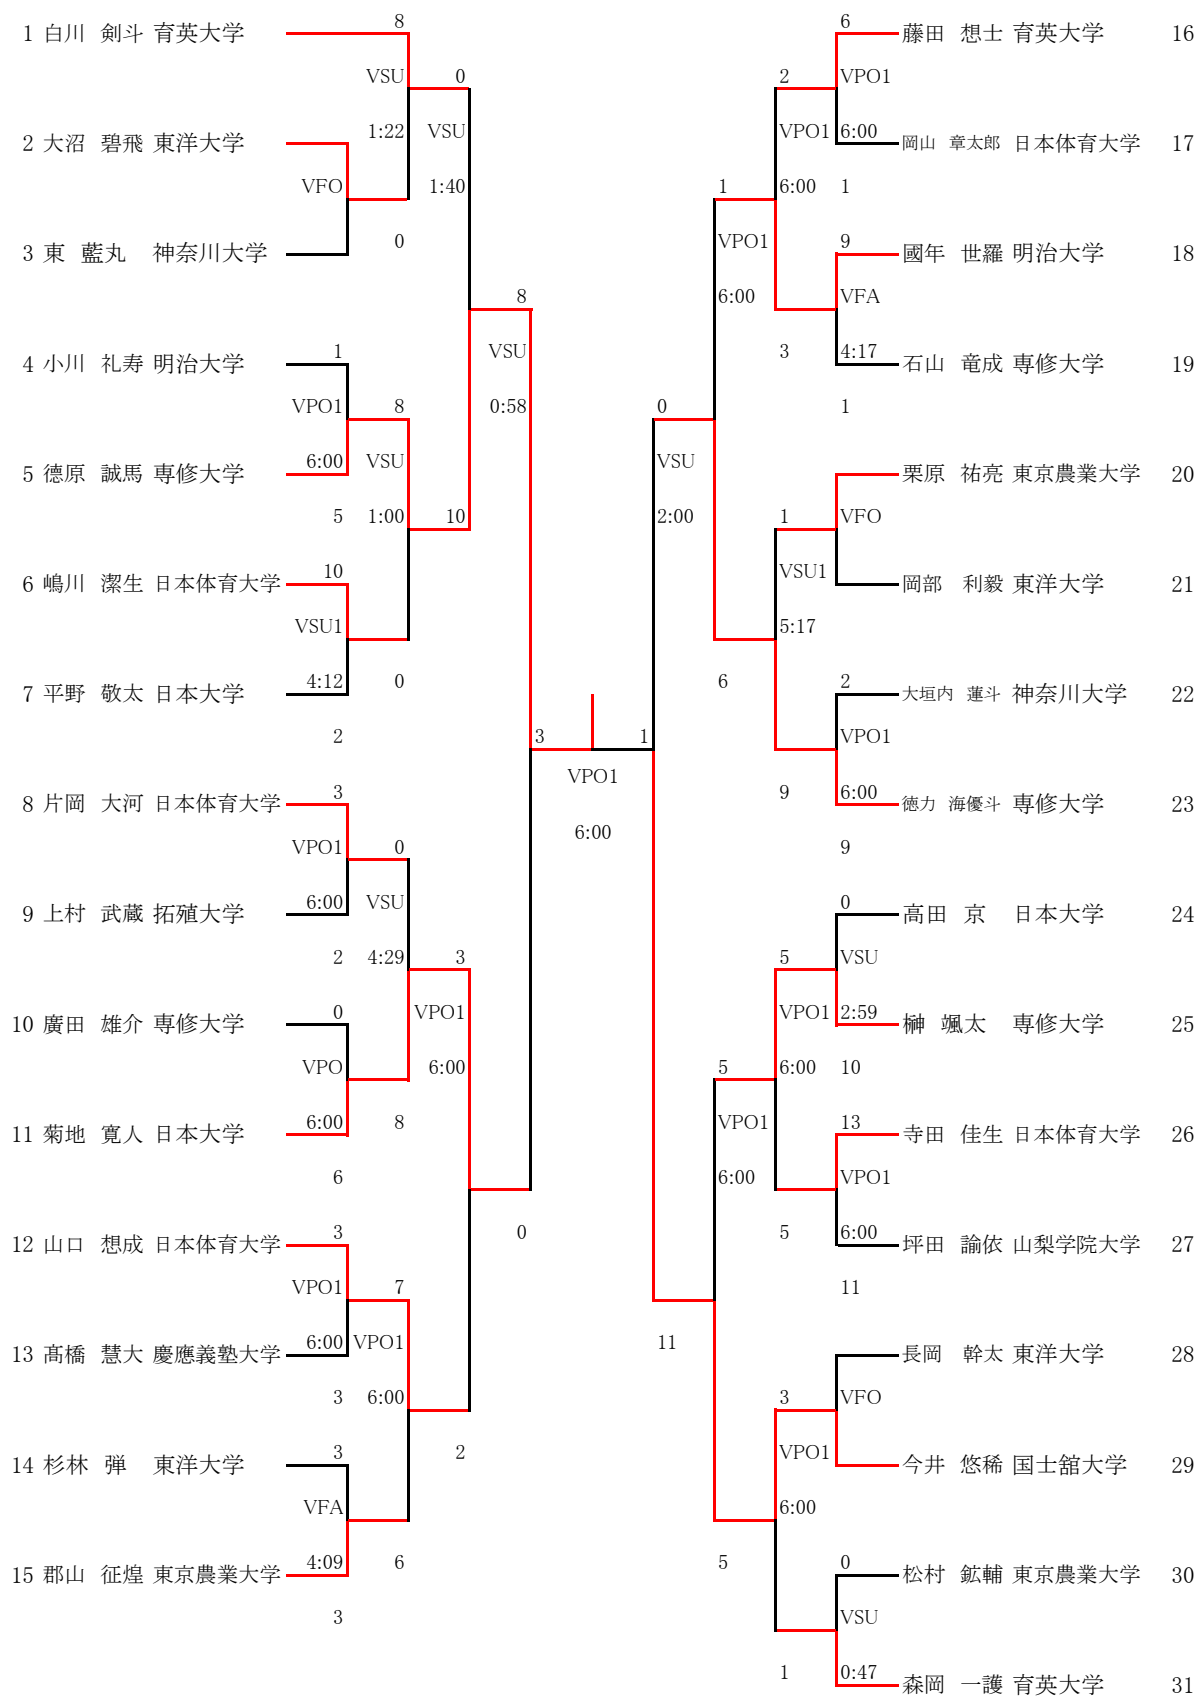 8
6
1 白川 剣斗 育英大学
藤田 想士 育英大学 16
VSU 0
2 VPO1
1:22 VSU
VPO1 6:00
2 大沼 碧飛 東洋大学
岡山 章太郎 日本体育大学 17
VFO 1:40
1 6:00 1
0
VPO1 9
3 東 藍丸 神奈川大学
國年 世羅 明治大学 18
8
6:00 VFA
1 VSU
3 4:17
4 小川 礼寿 明治大学
石山 竜成 専修大学 19
VPO1 8 0:58
0 1
6:00 VSU
VSU
5 德原 誠馬 専修大学
栗原 祐亮 東京農業大学 20
5 1:00 10
2:00 1 VFO
10
VSU1
6 嶋川 潔生 日本体育大学
岡部 利毅 東洋大学 21
VSU1
5:17
4:12 0
6 2
7 平野 敬太 日本大学
大垣内 蓮斗 神奈川大学 22
2
3 1
VPO1
VPO1
3
9 6:00
8 片岡 大河 日本体育大学
徳力 海優斗 専修大学 23
6:00
VPO1 0
9
6:00 VSU
0
9 上村 武蔵 拓殖大学
高田 京 日本大学 24
2 4:29 3
5 VSU
0 VPO1
VPO1 2:59
10 廣田 雄介 専修大学
榊 颯太 専修大学 25
VPO 6:00
5 6:00 10
6:00 8
VPO1 13
11 菊地 寛人 日本大学
寺田 佳生 日本体育大学 26
6
6:00 VPO1
3 0
5 6:00
12 山口 想成 日本体育大学
坪田 諭依 山梨学院大学 27
VPO1 7
11
6:00 VPO1
11
13 髙橋 慧大 慶應義塾大学
長岡 幹太 東洋大学 28
3 6:00
3 VFO
3 2
VPO1
14 杉林 弾 東洋大学
今井 悠稀 国士舘大学 29
VFA
6:00
4:09 6
5 0
15 郡山 征煌 東京農業大学
松村 鉱輔 東京農業大学 30
3
VSU
1 0:47
森岡 一護 育英大学 31